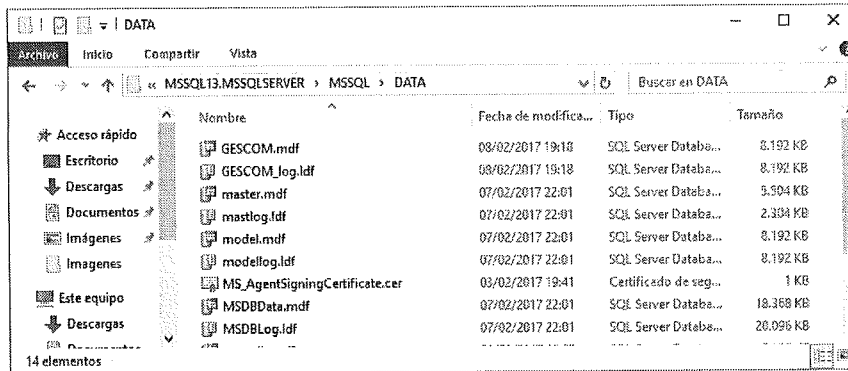 DATA
Archivo Inicio Compartir Vista
« MSSQL13.MSSQLSERVER › MSSQL › DATA Buscar en DATA
Nombre Fecha de modifica... Tipo Tamaño
Acceso rápido
Escritorio
Descargas
Documentos
Imágenes
Imagenes
Este equipo
Descargas
GESCOM.mdf 08/02/2017 19:18 SQL Server Databa... 8.192 KB
GESCOM_log.ldf 08/02/2017 19:18 SQL Server Databa... 8.192 KB
master.mdf 07/02/2017 22:01 SQL Server Databa... 5.504 KB
mastlog.ldf 07/02/2017 22:01 SQL Server Databa... 2.304 KB
model.mdf 07/02/2017 22:01 SQL Server Databa... 8.192 KB
modellog.ldf 07/02/2017 22:01 SQL Server Databa... 8.192 KB
MS_AgentSigningCertificate.cer 03/02/2017 19:41 Certificado de seg... 1 KB
MSDBData.mdf 07/02/2017 22:01 SQL Server Databa... 18.368 KB
MSDBLog.ldf 07/02/2017 22:01 SQL Server Databa... 20.096 KB
14 elementos